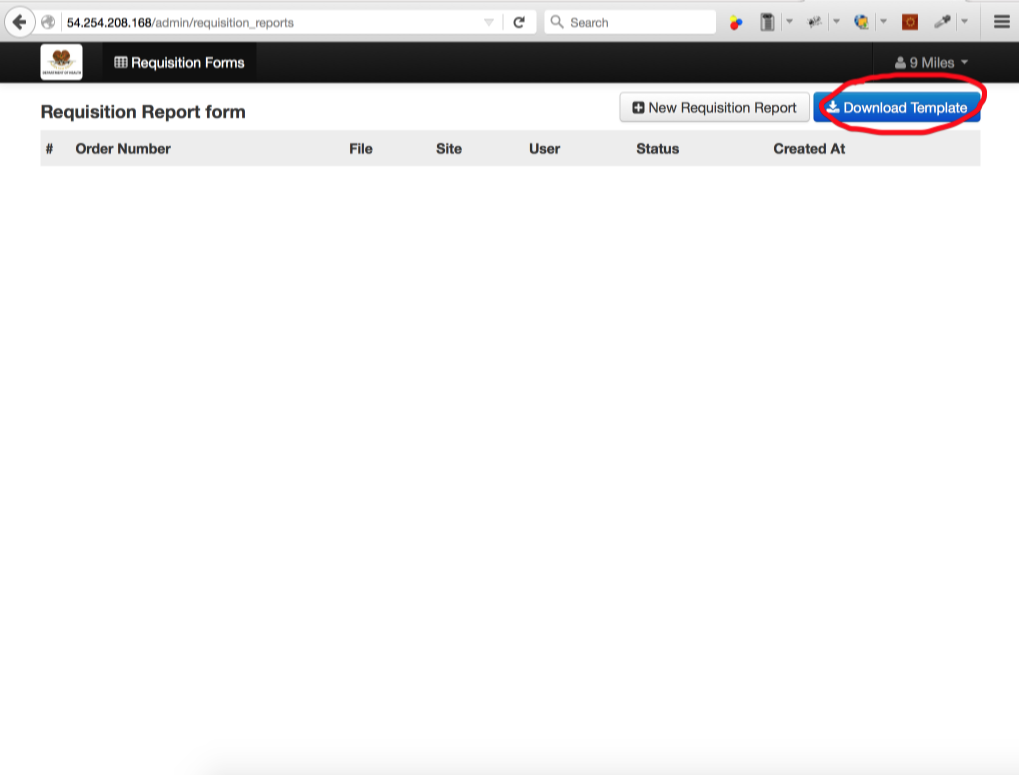 54.254.208.168/admin/requisition_reports
Search
DEPARTMENT OF HEALTH
Requisition Forms
9 Miles
Requisition Report form
New Requisition Report
Download Template
# Order Number File Site User Status Created At